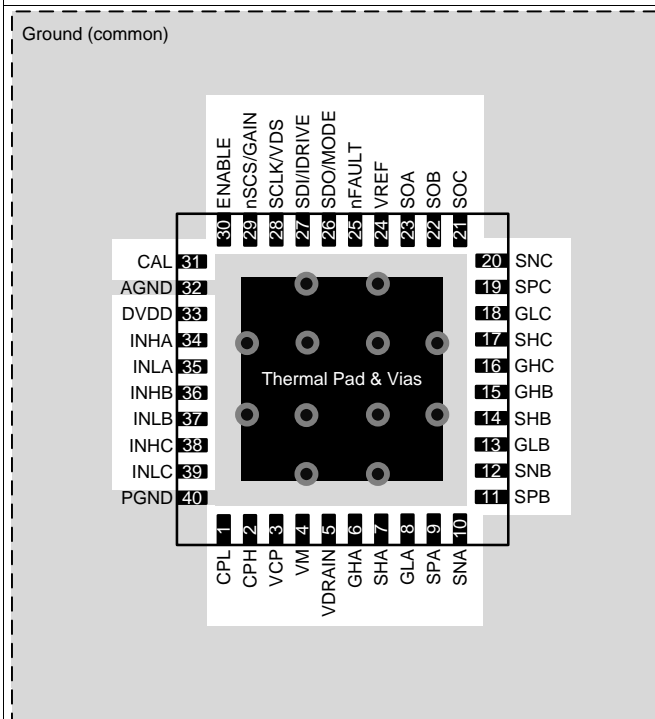 Ground (common)
30 ENABLE
29 nSCS/GAIN
28 SCLK/VDS
27 SDI/IDRIVE
26 SDO/MODE
25 nFAULT
24 VREF
23 SOA
22 SOB
21 SOC
CAL 31
AGND 32
DVDD 33
INHA 34
INLA 35
INHB 36
INLB 37
INHC 38
INLC 39
PGND 40
Thermal Pad & Vias
20 SNC
19 SPC
18 GLC
17 SHC
16 GHC
15 GHB
14 SHB
13 GLB
12 SNB
11 SPB
CPL 1
CPH 2
VCP 3
VM 4
VDRAIN 5
GHA 6
SHA 7
GLA 8
SPA 9
SNA 10